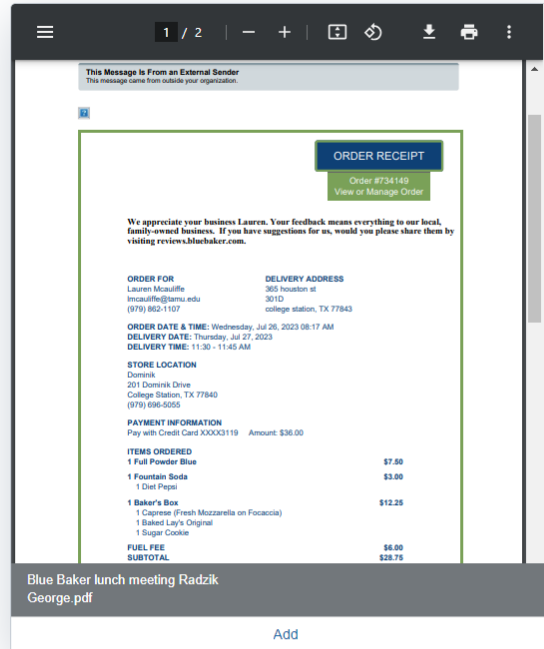 1 / 2
This Message Is From an External Sender
This message came from outside your organization.
ORDER RECEIPT
Order #734149
View or Manage Order
We appreciate your business Lauren. Your feedback means everything to our local,
family-owned business. If you have suggestions for us, would you please share them by
visiting reviews.bluebaker.com.
ORDER FOR
Lauren Mcauliffe
lmcauliffe@tamu.edu
(979) 862-1107
DELIVERY ADDRESS
365 houston st
301D
college station, TX 77843
ORDER DATE & TIME: Wednesday, Jul 26, 2023 08:17 AM
DELIVERY DATE: Thursday, Jul 27, 2023
DELIVERY TIME: 11:30 - 11:45 AM
STORE LOCATION
Dominik
201 Dominik Drive
College Station, TX 77840
(979) 696-5055
PAYMENT INFORMATION
Pay with Credit Card XXXX3119 Amount: $36.00
ITEMS ORDERED
1 Full Powder Blue $7.50
1 Fountain Soda $3.00
1 Diet Pepsi
1 Baker's Box $12.25
1 Caprese (Fresh Mozzarella on Focaccia)
1 Baked Lay's Original
1 Sugar Cookie
FUEL FEE $6.00
SUBTOTAL $28.75
Blue Baker lunch meeting Radzik
George.pdf
Add